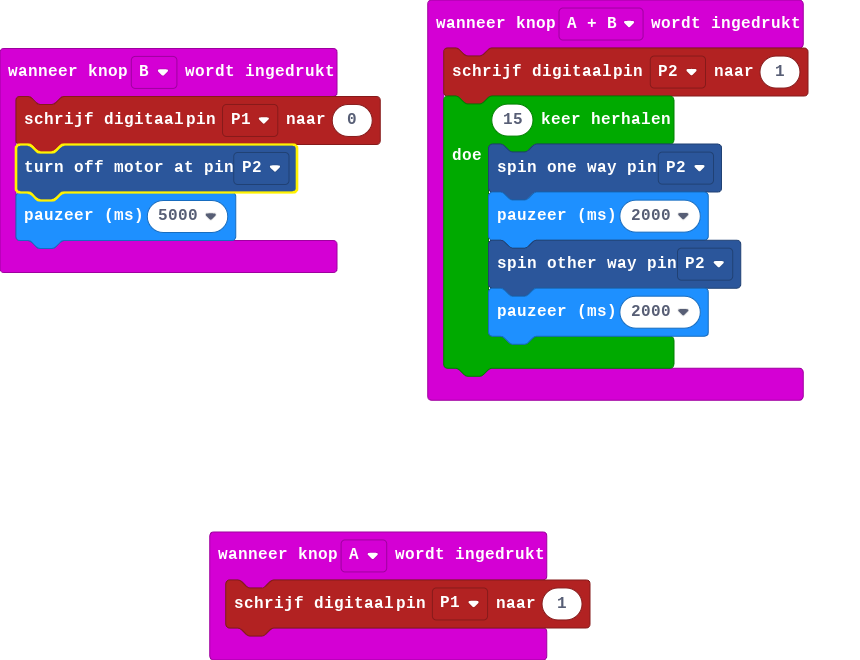 wanneer knop B wordt ingedrukt
schrijf digitaalpin P1 naar 0
turn off motor at pin P2
pauzeer (ms) 5000
wanneer knop A + B wordt ingedrukt
schrijf digitaalpin P2 naar 1
15 keer herhalen
doe
spin one way pin P2
pauzeer (ms) 2000
spin other way pin P2
pauzeer (ms) 2000
wanneer knop A wordt ingedrukt
schrijf digitaalpin P1 naar 1